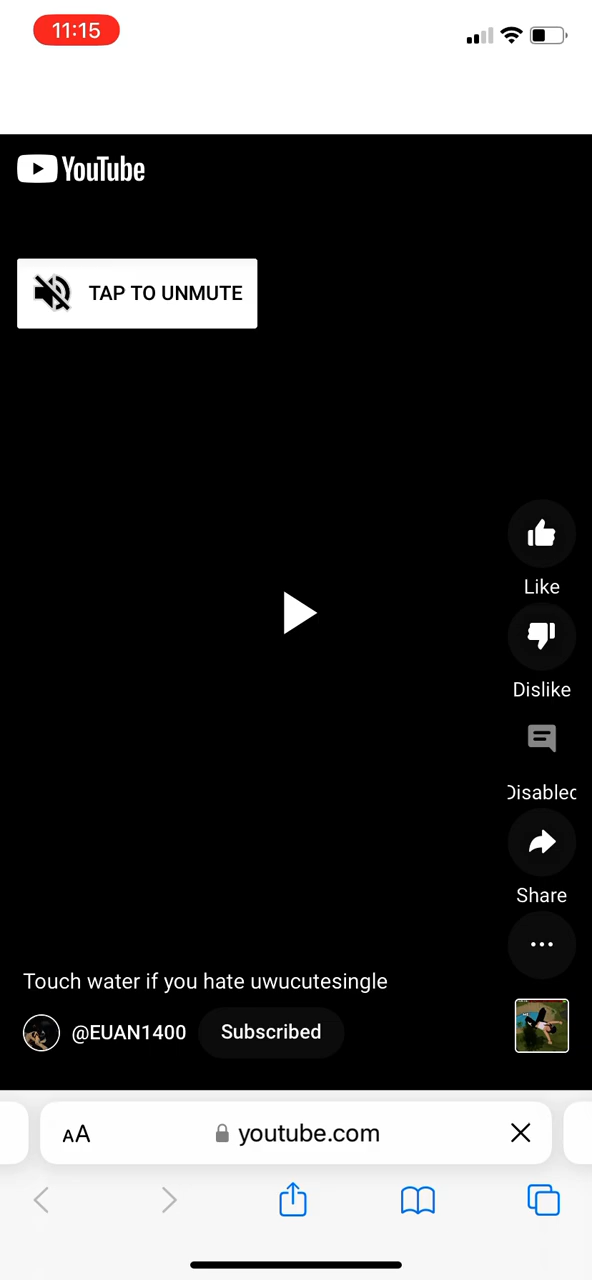 11:15
YouTube
TAP TO UNMUTE
Like
Dislike
Disabled
Share
Touch water if you hate uwucutesingle
@EUAN1400 Subscribed
AA youtube.com